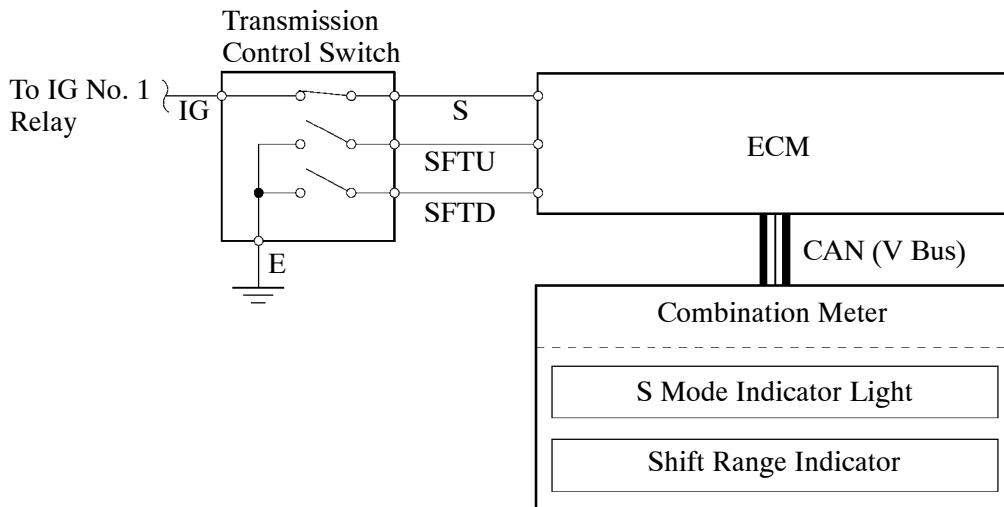 Transmission
Control Switch
To IG No. 1
Relay
IG
S
SFTU
SFTD
E
ECM
CAN (V Bus)
Combination Meter
S Mode Indicator Light
Shift Range Indicator